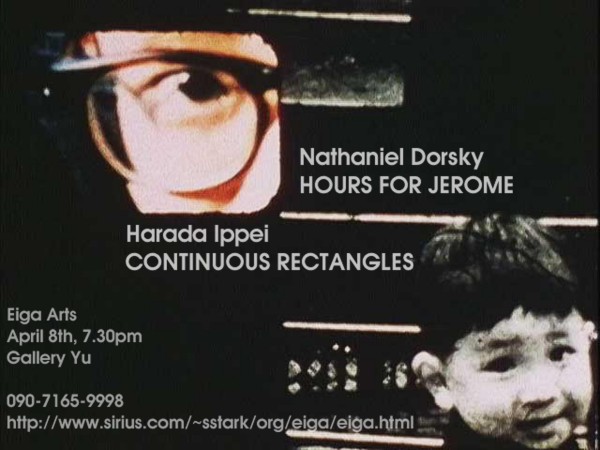 Nathaniel Dorsky
HOURS FOR JEROME
Harada Ippei
CONTINUOUS RECTANGLES
Eiga Arts
April 8th, 7.30pm
Gallery Yu
090-7165-9998
http://www.sirius.com/~sstark/org/eiga/eiga.html